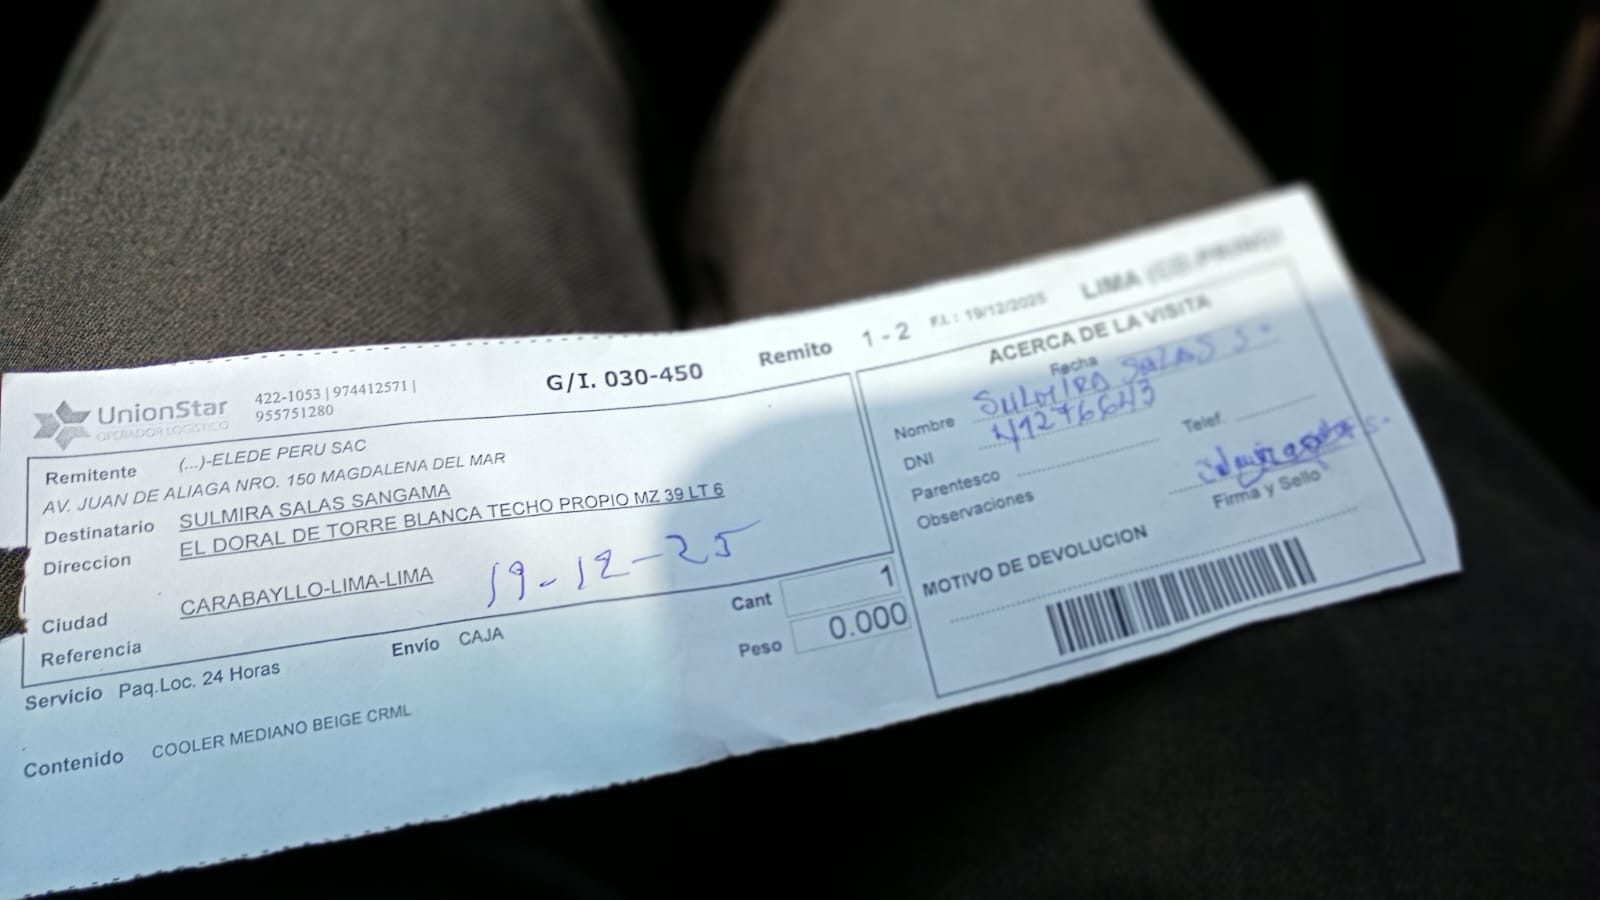 UnionStar
OPERADOR LOGISTICO
422-1053 | 974412571 |
955751280
G/I. 030-450
Remito 1 - 2 F.I.: 19/12/2025 LIMA
Remitente (...)-ELEDE PERU SAC
AV. JUAN DE ALIAGA NRO. 150 MAGDALENA DEL MAR
Destinatario SULMIRA SALAS SANGAMA
Direccion EL DORAL DE TORRE BLANCA TECHO PROPIO MZ 39 LT 6
Ciudad CARABAYLLO-LIMA-LIMA
19-12-25
Referencia
Servicio Paq.Loc. 24 Horas
Envío CAJA
Cant 1
Peso 0.000
Contenido COOLER MEDIANO BEIGE CRML
ACERCA DE LA VISITA
Fecha
Nombre SULMIRA SALAS S.
DNI 41276643
Telef.
Parentesco
Observaciones
Firma y Sello
MOTIVO DE DEVOLUCION